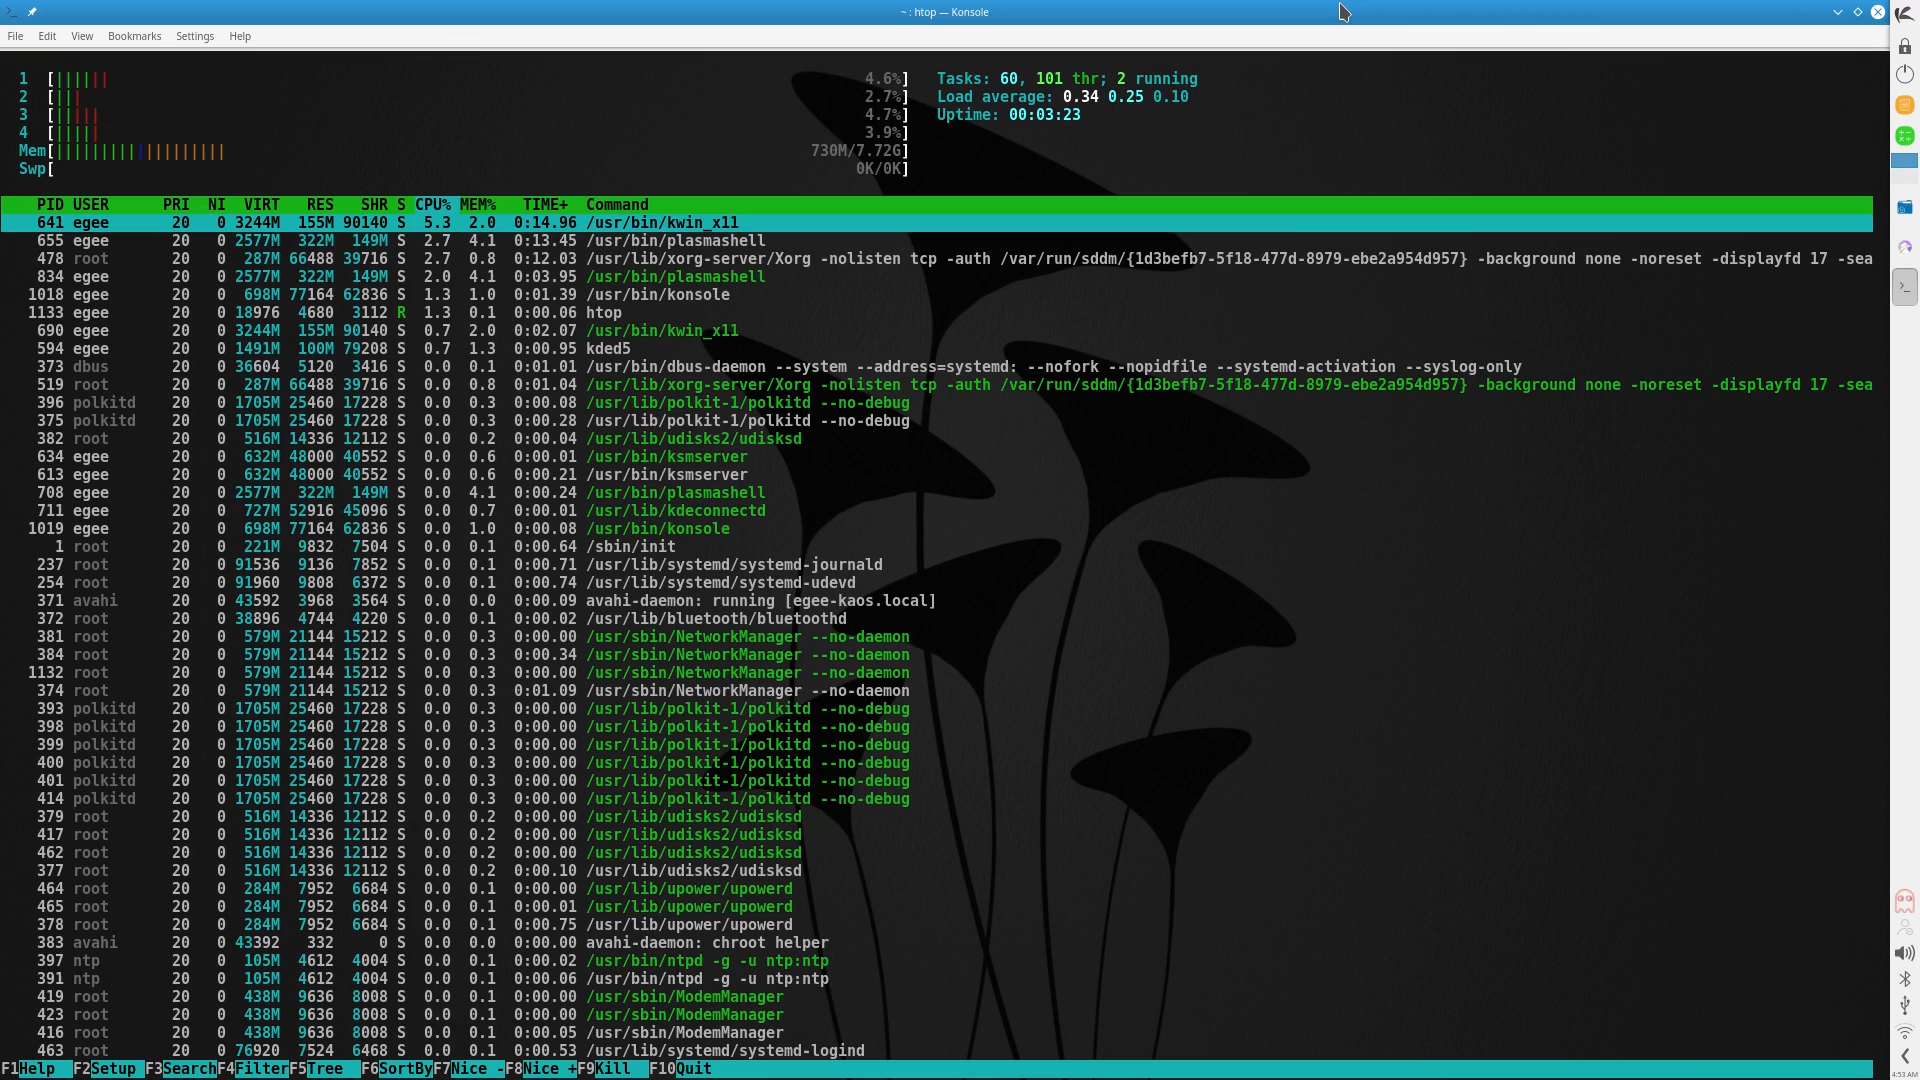 ~ : htop — Konsole
File Edit View Bookmarks Settings Help
1 [|||||| 4.6%] Tasks: 60, 101 thr; 2 running
2 [||| 2.7%] Load average: 0.34 0.25 0.10
3 [||||| 4.7%] Uptime: 00:03:23
4 [||||| 3.9%]
Mem[||||||||||||||||||| 730M/7.72G]
Swp[ 0K/0K]
PID USER PRI NI VIRT RES SHR S CPU% MEM% TIME+ Command
641 egee 20 0 3244M 155M 90140 S 5.3 2.0 0:14.96 /usr/bin/kwin_x11
655 egee 20 0 2577M 322M 149M S 2.7 4.1 0:13.45 /usr/bin/plasmashell
478 root 20 0 287M 66488 39716 S 2.7 0.8 0:12.03 /usr/lib/xorg-server/Xorg -nolisten tcp -auth /var/run/sddm/{1d3befb7-5f18-477d-8979-ebe2a954d957} -background none -noreset -displayfd 17 -sea
834 egee 20 0 2577M 322M 149M S 2.0 4.1 0:03.95 /usr/bin/plasmashell
1018 egee 20 0 698M 77164 62836 S 1.3 1.0 0:01.39 /usr/bin/konsole
1133 egee 20 0 18976 4680 3112 R 1.3 0.1 0:00.06 htop
690 egee 20 0 3244M 155M 90140 S 0.7 2.0 0:02.07 /usr/bin/kwin_x11
594 egee 20 0 1491M 100M 79208 S 0.7 1.3 0:00.95 kded5
373 dbus 20 0 36604 5120 3416 S 0.0 0.1 0:01.01 /usr/bin/dbus-daemon --system --address=systemd: --nofork --nopidfile --systemd-activation --syslog-only
519 root 20 0 287M 66488 39716 S 0.0 0.8 0:01.04 /usr/lib/xorg-server/Xorg -nolisten tcp -auth /var/run/sddm/{1d3befb7-5f18-477d-8979-ebe2a954d957} -background none -noreset -displayfd 17 -sea
396 polkitd 20 0 1705M 25460 17228 S 0.0 0.3 0:00.08 /usr/lib/polkit-1/polkitd --no-debug
375 polkitd 20 0 1705M 25460 17228 S 0.0 0.3 0:00.28 /usr/lib/polkit-1/polkitd --no-debug
382 root 20 0 516M 14336 12112 S 0.0 0.2 0:00.04 /usr/lib/udisks2/udisksd
634 egee 20 0 632M 48000 40552 S 0.0 0.6 0:00.01 /usr/bin/ksmserver
613 egee 20 0 632M 48000 40552 S 0.0 0.6 0:00.21 /usr/bin/ksmserver
708 egee 20 0 2577M 322M 149M S 0.0 4.1 0:00.24 /usr/bin/plasmashell
711 egee 20 0 727M 52916 45096 S 0.0 0.7 0:00.01 /usr/lib/kdeconnectd
1019 egee 20 0 698M 77164 62836 S 0.0 1.0 0:00.08 /usr/bin/konsole
1 root 20 0 221M 9832 7504 S 0.0 0.1 0:00.64 /sbin/init
237 root 20 0 91536 9136 7852 S 0.0 0.1 0:00.71 /usr/lib/systemd/systemd-journald
254 root 20 0 91960 9808 6372 S 0.0 0.1 0:00.74 /usr/lib/systemd/systemd-udevd
371 avahi 20 0 43592 3968 3564 S 0.0 0.0 0:00.09 avahi-daemon: running [egee-kaos.local]
372 root 20 0 38896 4744 4220 S 0.0 0.1 0:00.02 /usr/lib/bluetooth/bluetoothd
381 root 20 0 579M 21144 15212 S 0.0 0.3 0:00.00 /usr/sbin/NetworkManager --no-daemon
384 root 20 0 579M 21144 15212 S 0.0 0.3 0:00.34 /usr/sbin/NetworkManager --no-daemon
1132 root 20 0 579M 21144 15212 S 0.0 0.3 0:00.00 /usr/sbin/NetworkManager --no-daemon
374 root 20 0 579M 21144 15212 S 0.0 0.3 0:01.09 /usr/sbin/NetworkManager --no-daemon
393 polkitd 20 0 1705M 25460 17228 S 0.0 0.3 0:00.00 /usr/lib/polkit-1/polkitd --no-debug
398 polkitd 20 0 1705M 25460 17228 S 0.0 0.3 0:00.00 /usr/lib/polkit-1/polkitd --no-debug
399 polkitd 20 0 1705M 25460 17228 S 0.0 0.3 0:00.00 /usr/lib/polkit-1/polkitd --no-debug
400 polkitd 20 0 1705M 25460 17228 S 0.0 0.3 0:00.00 /usr/lib/polkit-1/polkitd --no-debug
401 polkitd 20 0 1705M 25460 17228 S 0.0 0.3 0:00.00 /usr/lib/polkit-1/polkitd --no-debug
414 polkitd 20 0 1705M 25460 17228 S 0.0 0.3 0:00.00 /usr/lib/polkit-1/polkitd --no-debug
379 root 20 0 516M 14336 12112 S 0.0 0.2 0:00.00 /usr/lib/udisks2/udisksd
417 root 20 0 516M 14336 12112 S 0.0 0.2 0:00.00 /usr/lib/udisks2/udisksd
462 root 20 0 516M 14336 12112 S 0.0 0.2 0:00.00 /usr/lib/udisks2/udisksd
377 root 20 0 516M 14336 12112 S 0.0 0.2 0:00.10 /usr/lib/udisks2/udisksd
464 root 20 0 284M 7952 6684 S 0.0 0.1 0:00.00 /usr/lib/upower/upowerd
465 root 20 0 284M 7952 6684 S 0.0 0.1 0:00.01 /usr/lib/upower/upowerd
378 root 20 0 284M 7952 6684 S 0.0 0.1 0:00.75 /usr/lib/upower/upowerd
383 avahi 20 0 43392 332 0 S 0.0 0.0 0:00.00 avahi-daemon: chroot helper
397 ntp 20 0 105M 4612 4004 S 0.0 0.1 0:00.02 /usr/bin/ntpd -g -u ntp:ntp
391 ntp 20 0 105M 4612 4004 S 0.0 0.1 0:00.06 /usr/bin/ntpd -g -u ntp:ntp
419 root 20 0 438M 9636 8008 S 0.0 0.1 0:00.00 /usr/sbin/ModemManager
423 root 20 0 438M 9636 8008 S 0.0 0.1 0:00.00 /usr/sbin/ModemManager
416 root 20 0 438M 9636 8008 S 0.0 0.1 0:00.05 /usr/sbin/ModemManager
463 root 20 0 76920 7524 6468 S 0.0 0.1 0:00.53 /usr/lib/systemd/systemd-logind
F1Help F2Setup F3SearchF4FilterF5Tree F6SortByF7Nice -F8Nice +F9Kill F10Quit
4:53 AM